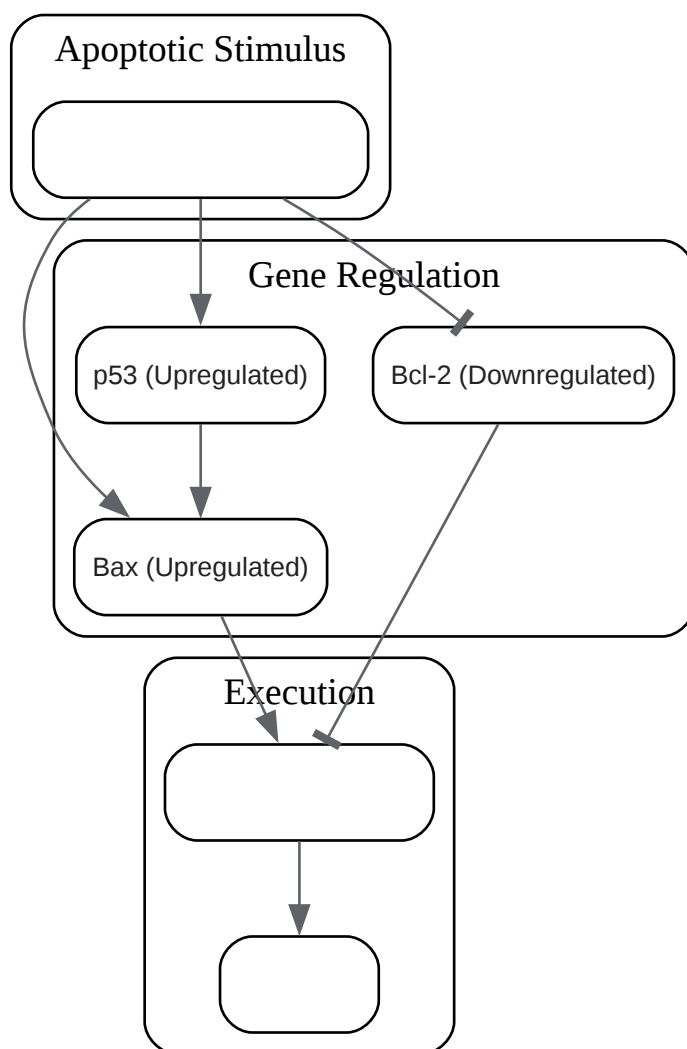 Apoptotic Stimulus
Gene Regulation
p53 (Upregulated)
Bcl-2 (Downregulated)
Bax (Upregulated)
Execution